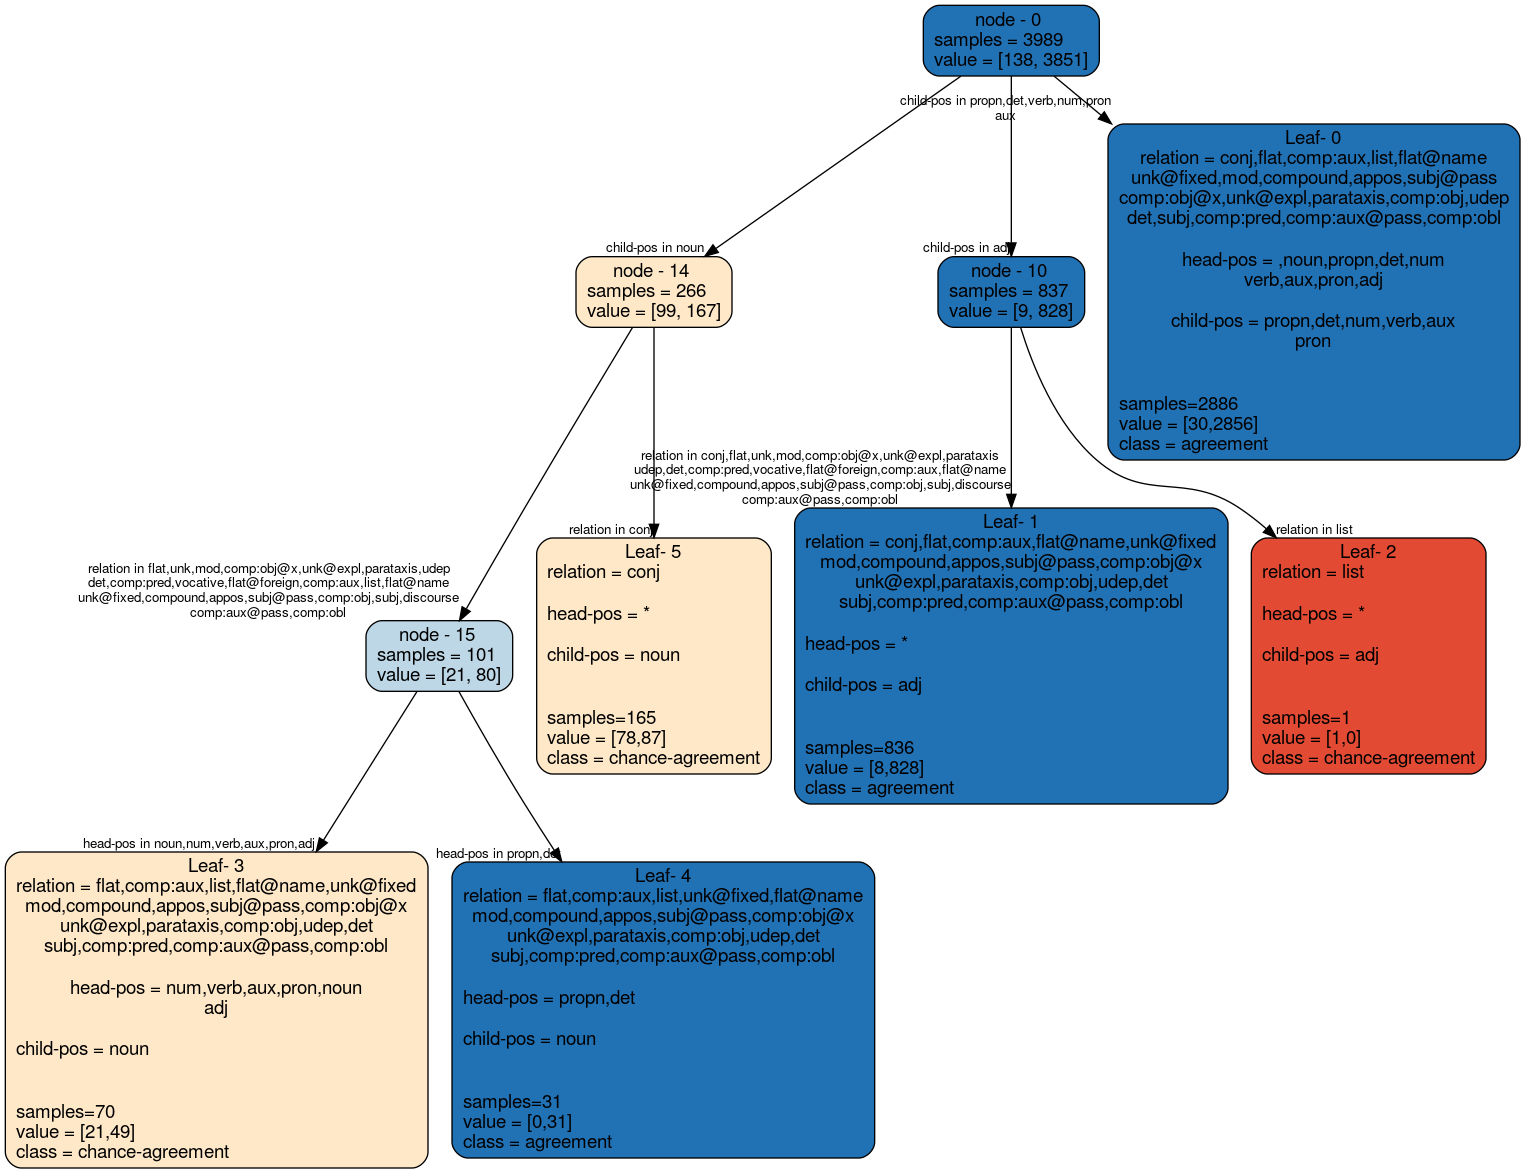 node - 0
samples = 3989
value = [138, 3851]
child-pos in propn,det,verb,num,pron
aux
Leaf- 0
relation = conj,flat,comp:aux,list,flat@name
unk@fixed,mod,compound,appos,subj@pass
comp:obj@x,unk@expl,parataxis,comp:obj,udep
det,subj,comp:pred,comp:aux@pass,comp:obl
head-pos = ,noun,propn,det,num
verb,aux,pron,adj
child-pos = propn,det,num,verb,aux
pron
samples=2886
value = [30,2856]
class = agreement
child-pos in noun
node - 14
samples = 266
value = [99, 167]
child-pos in adj
node - 10
samples = 837
value = [9, 828]
relation in conj,flat,unk,mod,comp:obj@x,unk@expl,parataxis
udep,det,comp:pred,vocative,flat@foreign,comp:aux,flat@name
unk@fixed,compound,appos,subj@pass,comp:obj,subj,discourse
comp:aux@pass,comp:obl
Leaf- 1
relation = conj,flat,comp:aux,flat@name,unk@fixed
mod,compound,appos,subj@pass,comp:obj@x
unk@expl,parataxis,comp:obj,udep,det
subj,comp:pred,comp:aux@pass,comp:obl
head-pos = *
child-pos = adj
samples=836
value = [8,828]
class = agreement
relation in list
Leaf- 2
relation = list
head-pos = *
child-pos = adj
samples=1
value = [1,0]
class = chance-agreement
relation in conj
Leaf- 5
relation = conj
head-pos = *
child-pos = noun
samples=165
value = [78,87]
class = chance-agreement
relation in flat,unk,mod,comp:obj@x,unk@expl,parataxis,udep
det,comp:pred,vocative,flat@foreign,comp:aux,list,flat@name
unk@fixed,compound,appos,subj@pass,comp:obj,subj,discourse
comp:aux@pass,comp:obl
node - 15
samples = 101
value = [21, 80]
head-pos in noun,num,verb,aux,pron,adj
Leaf- 3
relation = flat,comp:aux,list,flat@name,unk@fixed
mod,compound,appos,subj@pass,comp:obj@x
unk@expl,parataxis,comp:obj,udep,det
subj,comp:pred,comp:aux@pass,comp:obl
head-pos = num,verb,aux,pron,noun
adj
child-pos = noun
samples=70
value = [21,49]
class = chance-agreement
head-pos in propn,det
Leaf- 4
relation = flat,comp:aux,list,unk@fixed,flat@name
mod,compound,appos,subj@pass,comp:obj@x
unk@expl,parataxis,comp:obj,udep,det
subj,comp:pred,comp:aux@pass,comp:obl
head-pos = propn,det
child-pos = noun
samples=31
value = [0,31]
class = agreement